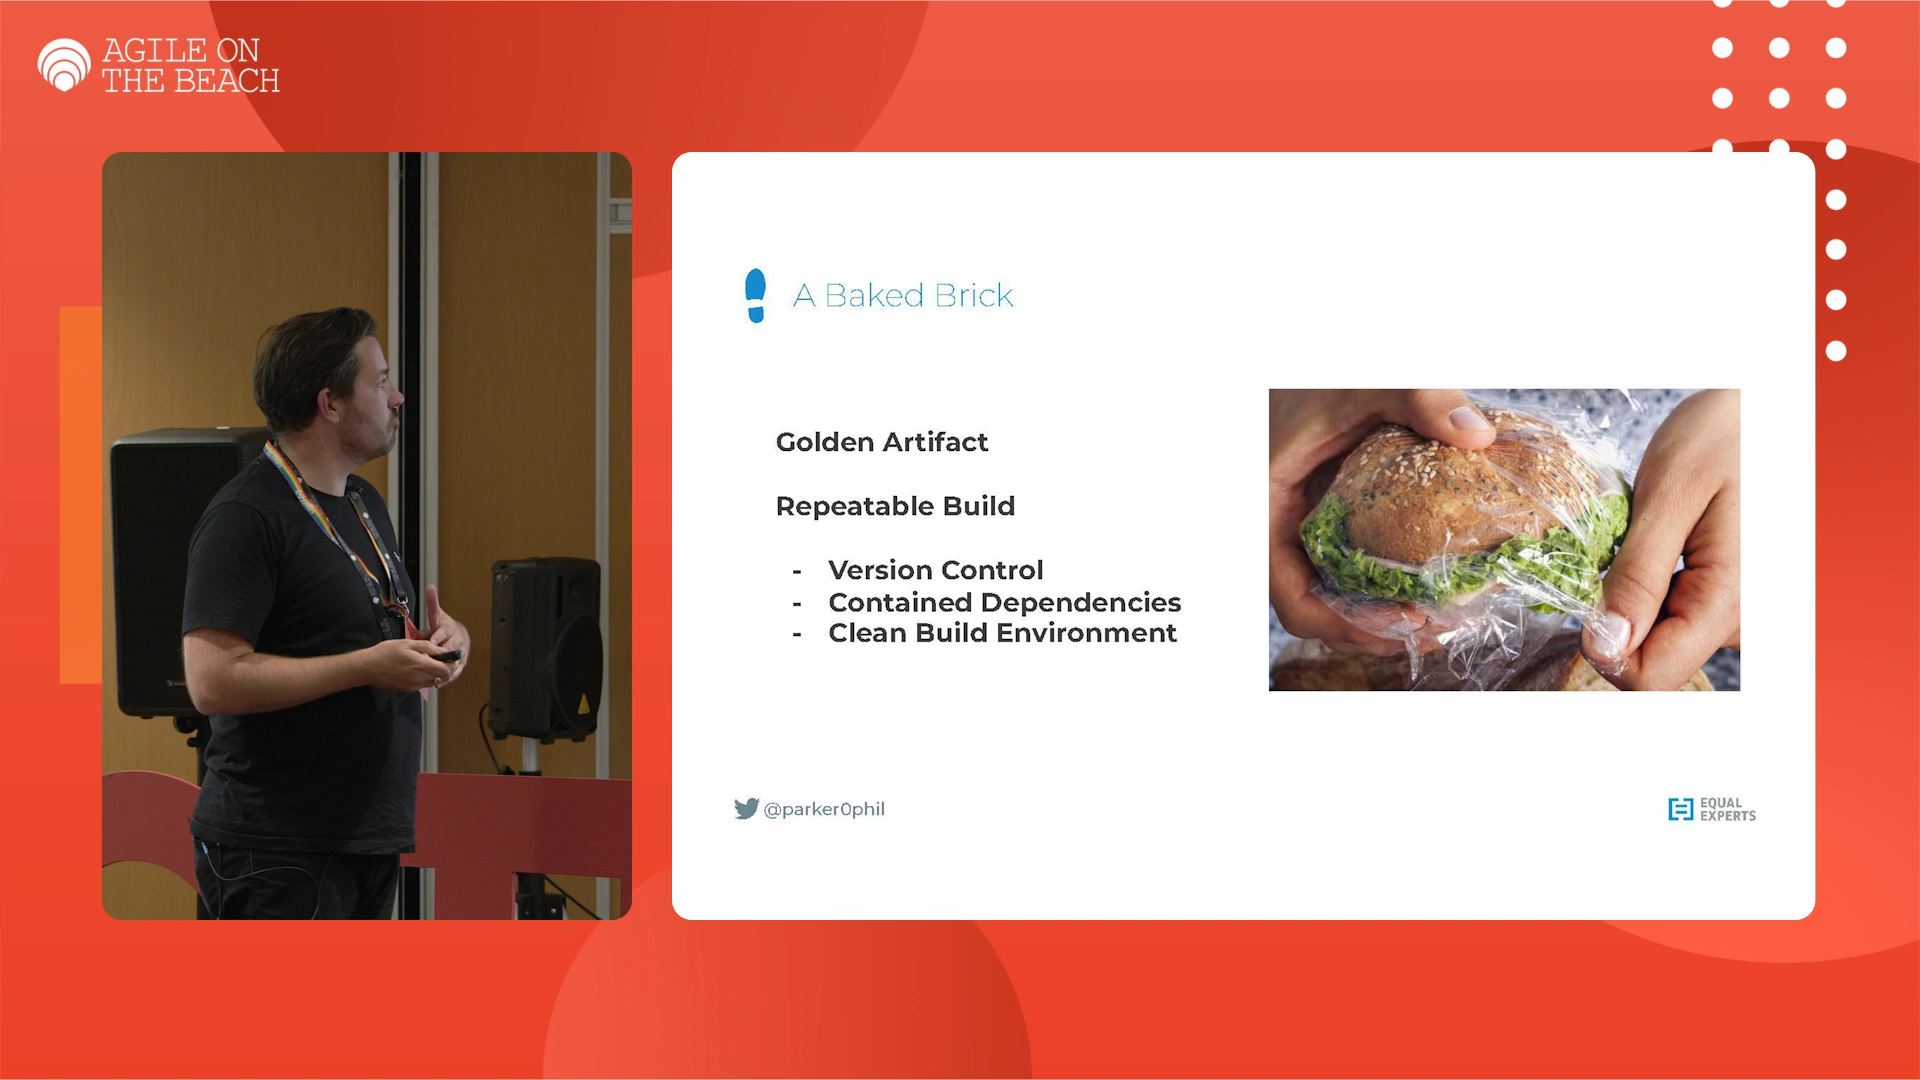 AGILE ON
THE BEACH
A Baked Brick
Golden Artifact
Repeatable Build
- Version Control
- Contained Dependencies
- Clean Build Environment
@parker0phil
EQUAL
EXPERTS